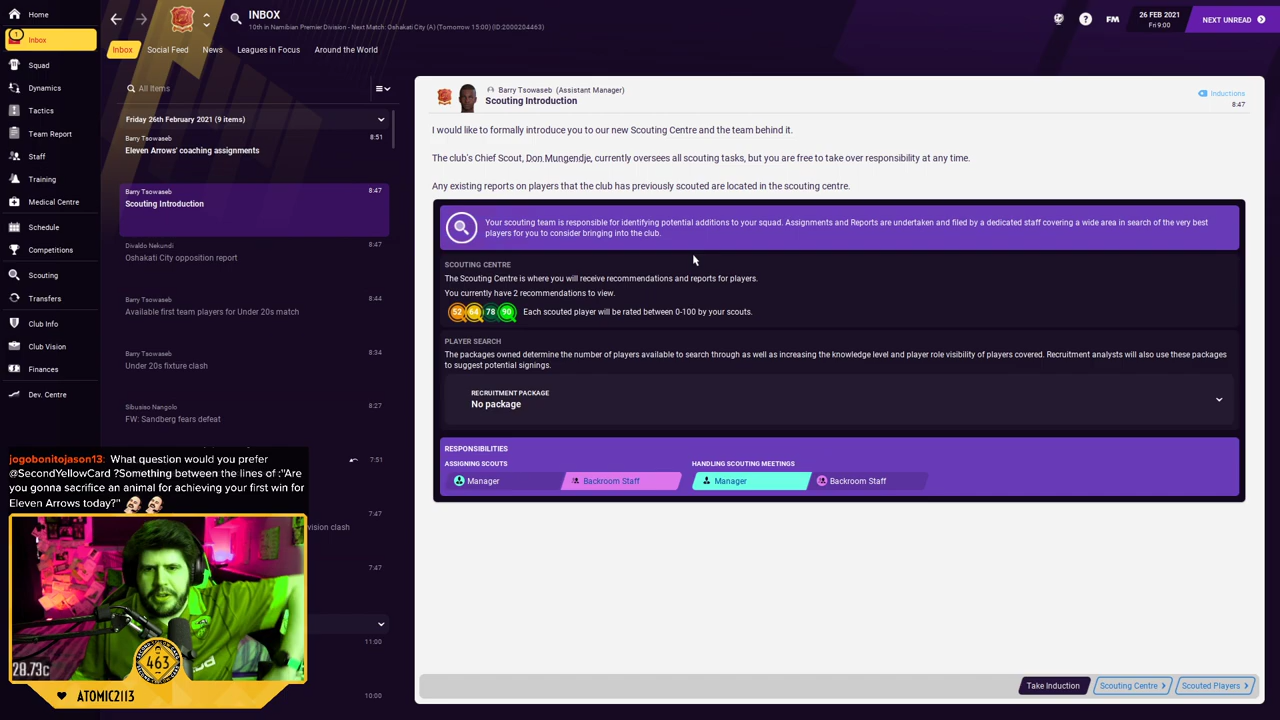 Home
INBOX
10th in Namibian Premier Division - Next Match: Oshakati City (A) (Tomorrow 15:00) (ID:2000204463)
FM
26 FEB 2021
Fri 9:00
NEXT UNREAD
1
Inbox
Squad
Dynamics
Tactics
Team Report
Staff
Training
Medical Centre
Schedule
Competitions
Scouting
Transfers
Club Info
Club Vision
Finances
Dev. Centre
Inbox
Social Feed
News
Leagues in Focus
Around the World
All Items
Friday 26th February 2021 (9 items)
Barry Tsowaseb
8:51
Eleven Arrows' coaching assignments
Barry Tsowaseb
8:47
Scouting Introduction
Divaldo Nekundi
8:47
Oshakati City opposition report
Barry Tsowaseb
8:44
Available first team players for Under 20s match
Barry Tsowaseb
8:34
Under 20s fixture clash
Sibusiso Nangolo
8:27
FW: Sandberg fears defeat
7:51
7:47
vision clash
7:47
11:00
10:00
Barry Tsowaseb (Assistant Manager)
Scouting Introduction
Inductions
8:47
I would like to formally introduce you to our new Scouting Centre and the team behind it.
The club's Chief Scout, Don Mungendje, currently oversees all scouting tasks, but you are free to take over responsibility at any time.
Any existing reports on players that the club has previously scouted are located in the scouting centre.
Your scouting team is responsible for identifying potential additions to your squad. Assignments and Reports are undertaken and filed by a dedicated staff covering a wide area in search of the very best
players for you to consider bringing into the club.
SCOUTING CENTRE
The Scouting Centre is where you will receive recommendations and reports for players.
You currently have 2 recommendations to view.
52 64 78 90 Each scouted player will be rated between 0-100 by your scouts.
PLAYER SEARCH
The packages owned determine the number of players available to search through as well as increasing the knowledge level and player role visibility of players covered. Recruitment analysts will also use these packages
to suggest potential signings.
RECRUITMENT PACKAGE
No package
RESPONSIBILITIES
ASSIGNING SCOUTS
Manager
Backroom Staff
HANDLING SCOUTING MEETINGS
Manager
Backroom Staff
Take Induction
Scouting Centre
Scouted Players
jogobonitojason13: What question would you prefer
@SecondYellowCard ?Something between the lines of :"Are
you gonna sacrifice an animal for achieving your first win for
Eleven Arrows today?"
28.73c
463
ATOMIC2113